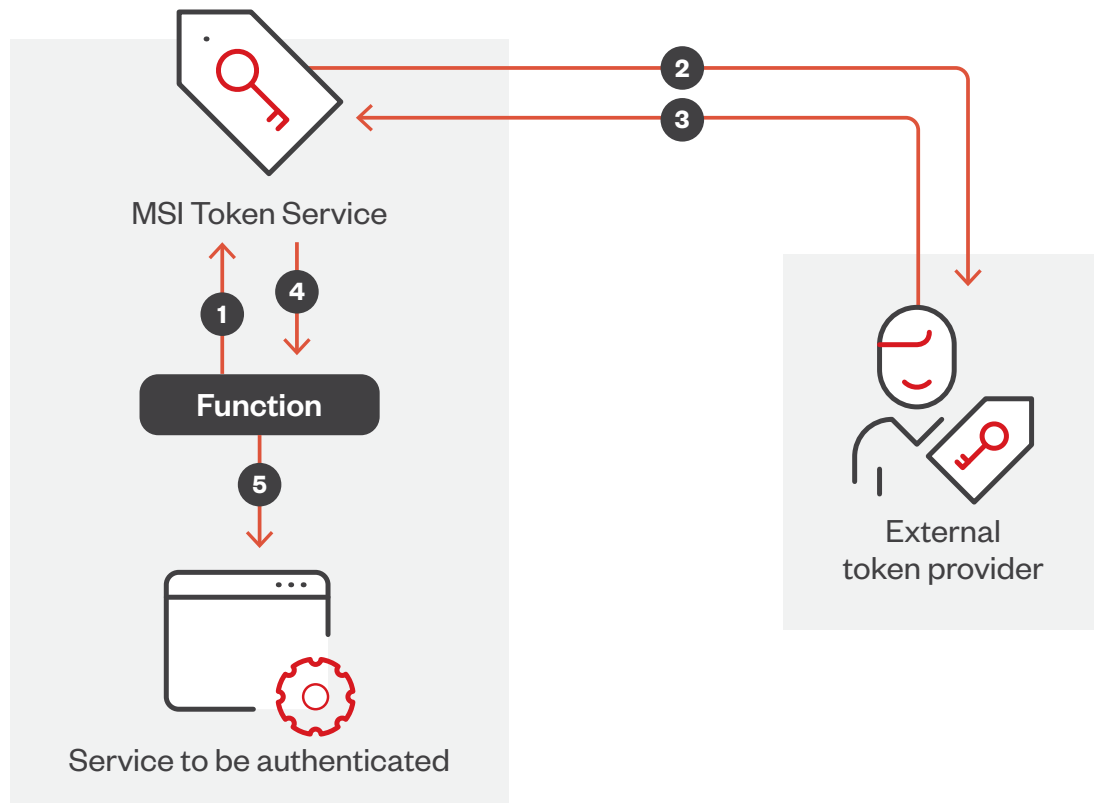 2
3
MSI Token Service
1
4
Function
5
External
token provider
Service to be authenticated